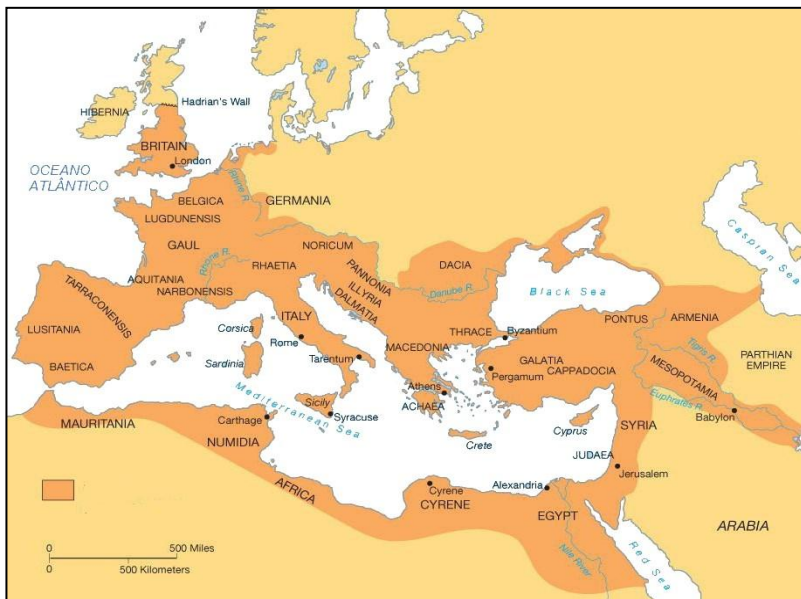 Hadrian's Wall
HIBERNIA
BRITAIN
London
OCEANO
ATLÂNTICO
Rhine R.
BELGICA
GERMANIA
LUGDUNENSIS
GAUL
NORICUM
RHAETIA
Rhône R.
AQUITANIA
NARBONENSIS
PANNONIA
ILLYRIA
DALMATIA
DACIA
Danube R.
Black Sea
Caspran Sea
TARRACONENSIS
LUSITANIA
BAETICA
Corsica
ITALY
Rome
Sardinia
Tarentum
MACEDONIA
THRACE
Byzantium
PONTUS
ARMENIA
GALATIA
CAPPADOCIA
Pergamum
Athens
ACHAEA
Tigris R.
MESOPOTAMIA
PARTHIAN
EMPIRE
Euphrates R.
Babylon
Mediterranean Sea
Sicily
Syracuse
Carthage
MAURITANIA
NUMIDIA
Crete
Cyprus
SYRIA
JUDAEA
Jerusalem
AFRICA
Cyrene
CYRENE
Alexandria
EGYPT
Nile River
Red Sea
ARABIA
0 500 Miles
0 500 Kilometers